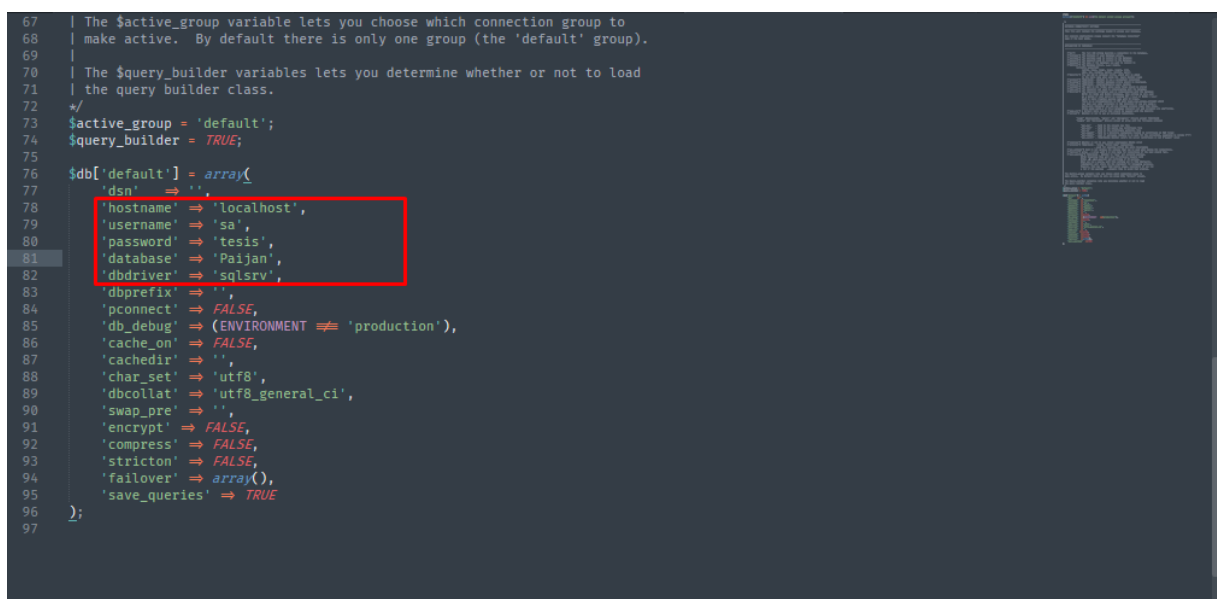 67 | The $active_group variable lets you choose which connection group to
68 | make active.  By default there is only one group (the 'default' group).
69 |
70 | The $query_builder variables lets you determine whether or not to load
71 | the query builder class.
72 */
73 $active_group = 'default';
74 $query_builder = TRUE;
75
76 $db['default'] = array(
77     'dsn'   ⇒ '',
78     'hostname' ⇒ 'localhost',
79     'username' ⇒ 'sa',
80     'password' ⇒ 'tesis',
81     'database' ⇒ 'Paijan',
82     'dbdriver' ⇒ 'sqlsrv',
83     'dbprefix' ⇒ '',
84     'pconnect' ⇒ FALSE,
85     'db_debug' ⇒ (ENVIRONMENT ≠= 'production'),
86     'cache_on' ⇒ FALSE,
87     'cachedir' ⇒ '',
88     'char_set' ⇒ 'utf8',
89     'dbcollat' ⇒ 'utf8_general_ci',
90     'swap_pre' ⇒ '',
91     'encrypt' ⇒ FALSE,
92     'compress' ⇒ FALSE,
93     'stricton' ⇒ FALSE,
94     'failover' ⇒ array(),
95     'save_queries' ⇒ TRUE
96 );
97